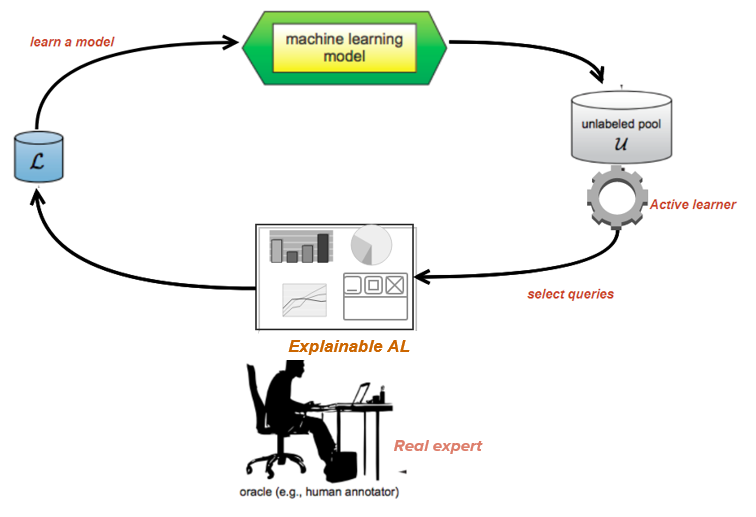 learn a model
machine learning
model
unlabeled pool
𝒰
ℒ
Active learner
select queries
Explainable AL
Real expert
oracle (e.g., human annotator)